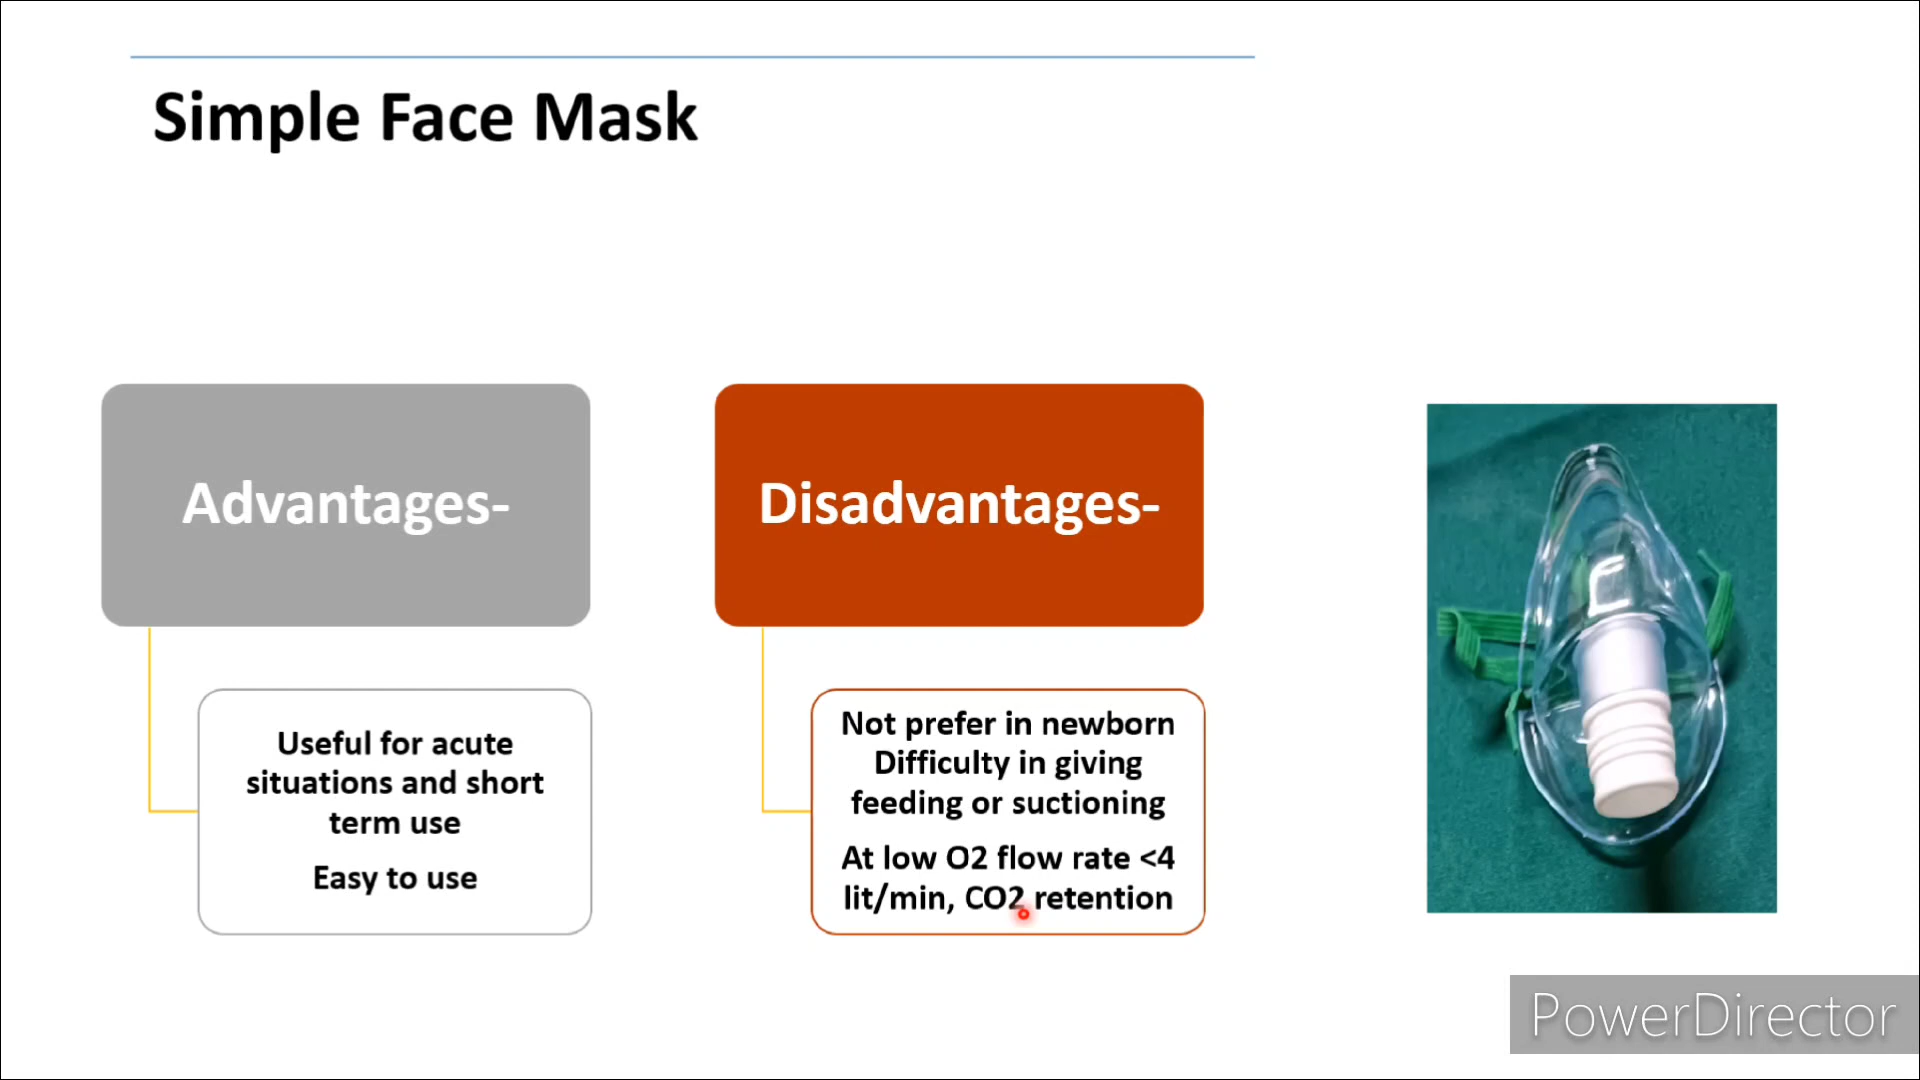 Simple Face Mask
Advantages-
Useful for acute
situations and short
term use
Easy to use
Disadvantages-
Not prefer in newborn
Difficulty in giving
feeding or suctioning
At low O2 flow rate <4
lit/min, CO2 retention
PowerDirector